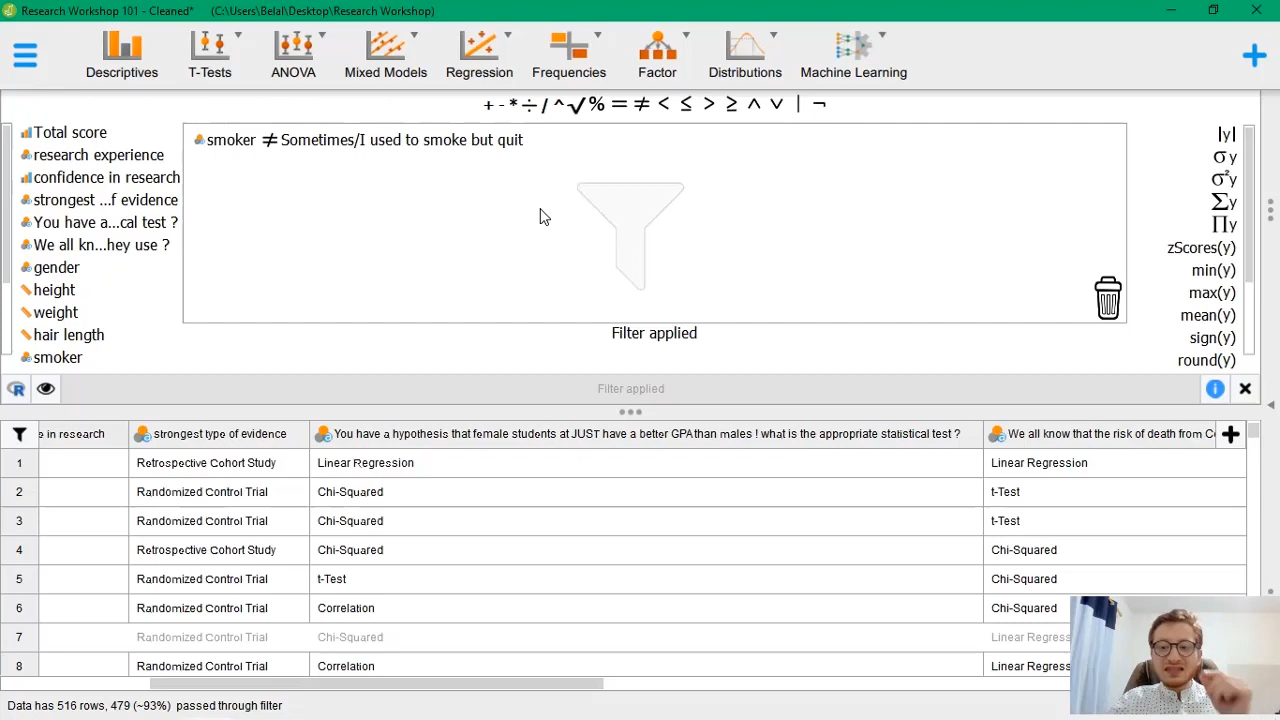 Research Workshop 101 - Cleaned* (C:\Users\Belal\Desktop\Research Workshop)
Descriptives T-Tests ANOVA Mixed Models Regression Frequencies Factor Distributions Machine Learning
+ - * ÷ / ^ √ % = ≠ < ≤ > ≥ ∧ ∨ | ¬
Total score
research experience
confidence in research
strongest ...f evidence
You have a...cal test ?
We all kn...hey use ?
gender
height
weight
hair length
smoker
smoker ≠ Sometimes/I used to smoke but quit
Filter applied
|y|
σy
σ²y
∑y
∏y
zScores(y)
min(y)
max(y)
mean(y)
sign(y)
round(y)
R Filter applied i
e in research strongest type of evidence You have a hypothesis that female students at JUST have a better GPA than males ! what is the appropriate statistical test ? We all know that the risk of death from C
1 Retrospective Cohort Study Linear Regression Linear Regression
2 Randomized Control Trial Chi-Squared t-Test
3 Randomized Control Trial Chi-Squared t-Test
4 Retrospective Cohort Study Chi-Squared Chi-Squared
5 Randomized Control Trial t-Test Chi-Squared
6 Randomized Control Trial Correlation Chi-Squared
7 Randomized Control Trial Chi-Squared Linear Regress
8 Randomized Control Trial Correlation Linear Regress
Data has 516 rows, 479 (~93%) passed through filter